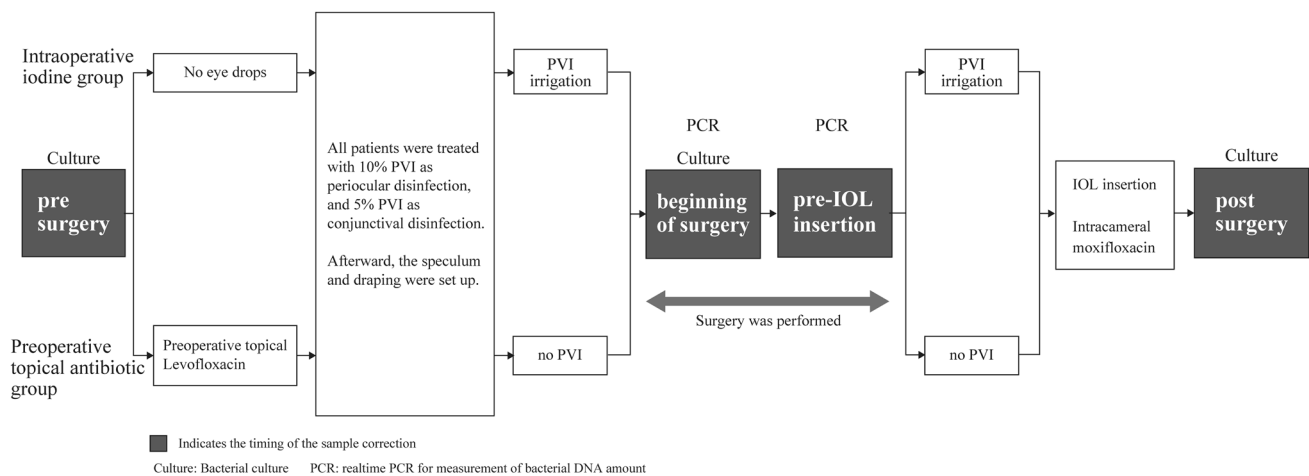 Intraoperative
iodine group
No eye drops
Culture
pre
surgery
Preoperative
topical antibiotic
group
Preoperative topical
Levofloxacin
All patients were treated
with 10% PVI as
periocular disinfection,
and 5% PVI as
conjunctival disinfection.
Afterward, the speculum
and draping were set up.
PVI
irrigation
no PVI
PCR
Culture
beginning
of surgery
PCR
pre-IOL
insertion
Surgery was performed
PVI
irrigation
no PVI
IOL insertion
Intracameral
moxifloxacin
Culture
post
surgery
Indicates the timing of the sample correction
Culture: Bacterial culture PCR: realtime PCR for measurement of bacterial DNA amount